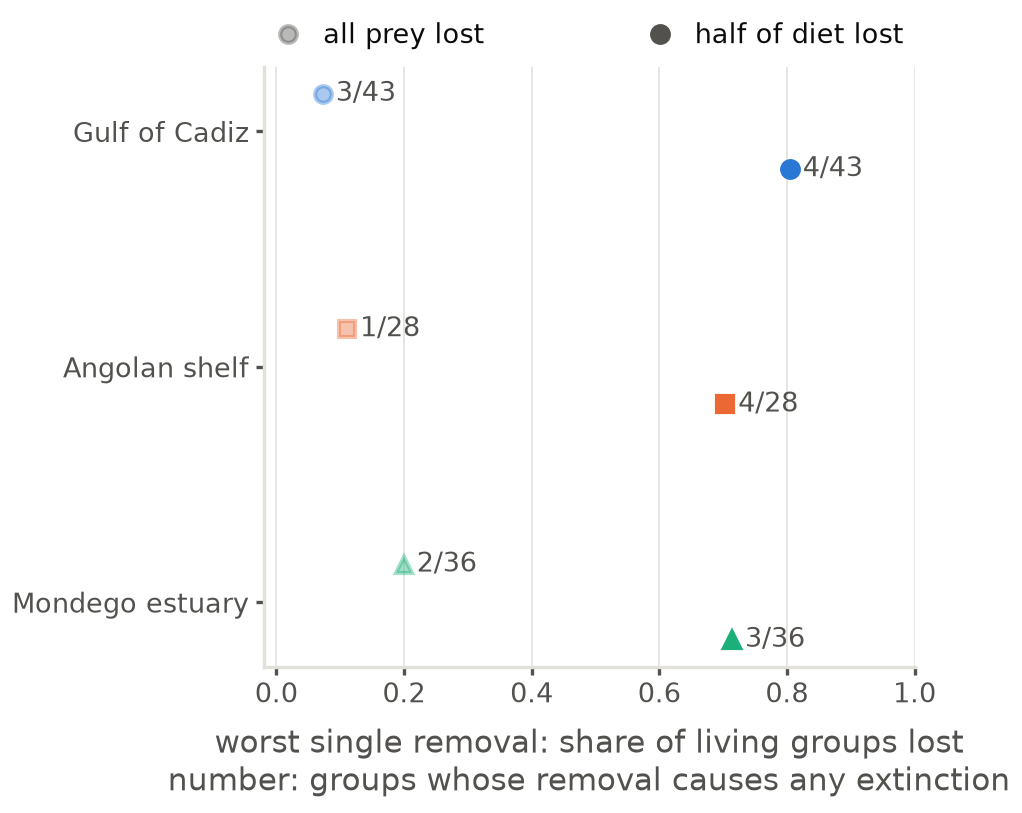 all prey lost
half of diet lost
3/43
Gulf of Cadiz
4/43
1/28
Angolan shelf
4/28
2/36
Mondego estuary
3/36
0.0 0.2 0.4 0.6 0.8 1.0
worst single removal: share of living groups lost
number: groups whose removal causes any extinction